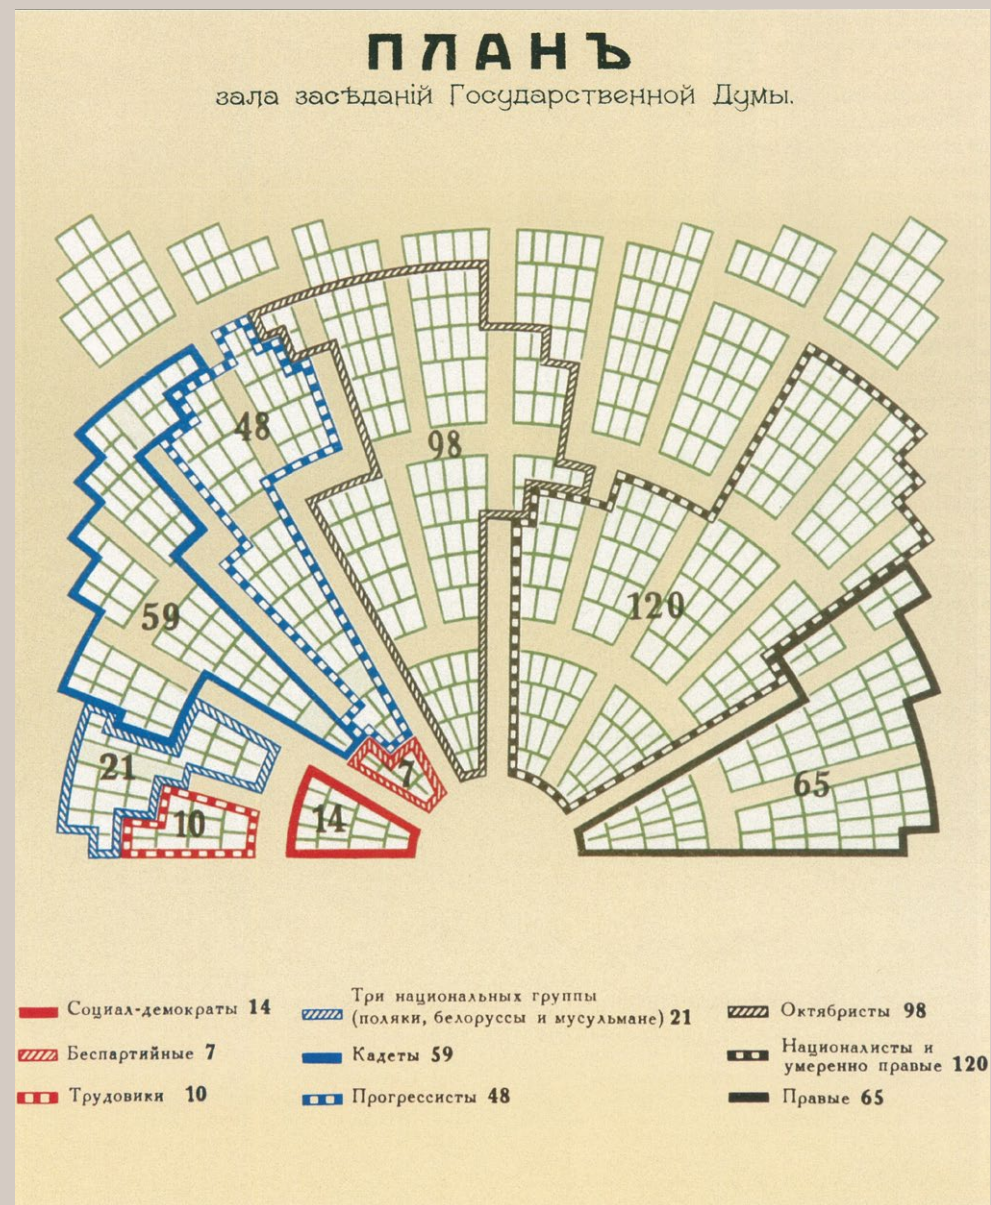 ПЛАНЪ
зала засѣданій Государственной Думы.
48
98
59
120
21
7
65
10
14
Социал-демократы 14
Беспартийные 7
Трудовики 10
Три национальных группы
(поляки, белоруссы и мусульмане) 21
Кадеты 59
Прогрессисты 48
Октябристы 98
Националисты и
умеренно правые 120
Правые 65